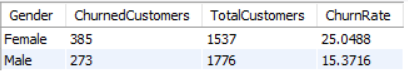 Gender ChurnedCustomers TotalCustomers ChurnRate
Female 385 1537 25.0488
Male 273 1776 15.3716